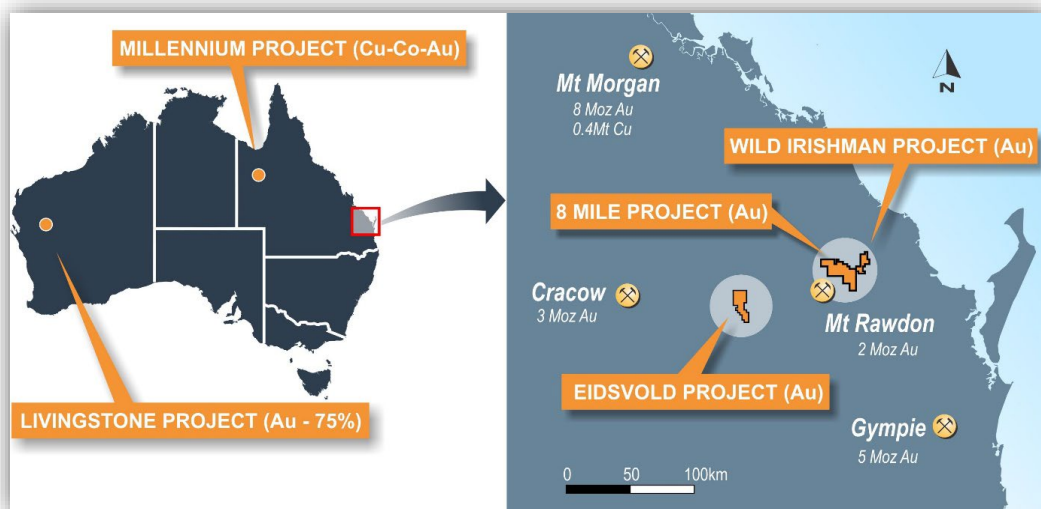 MILLENNIUM PROJECT (Cu-Co-Au)
LIVINGSTONE PROJECT (Au - 75%)
Mt Morgan
8 Moz Au
0.4Mt Cu
N
WILD IRISHMAN PROJECT (Au)
8 MILE PROJECT (Au)
Cracow
3 Moz Au
Mt Rawdon
2 Moz Au
EIDSVOLD PROJECT (Au)
Gympie
5 Moz Au
0 50 100km